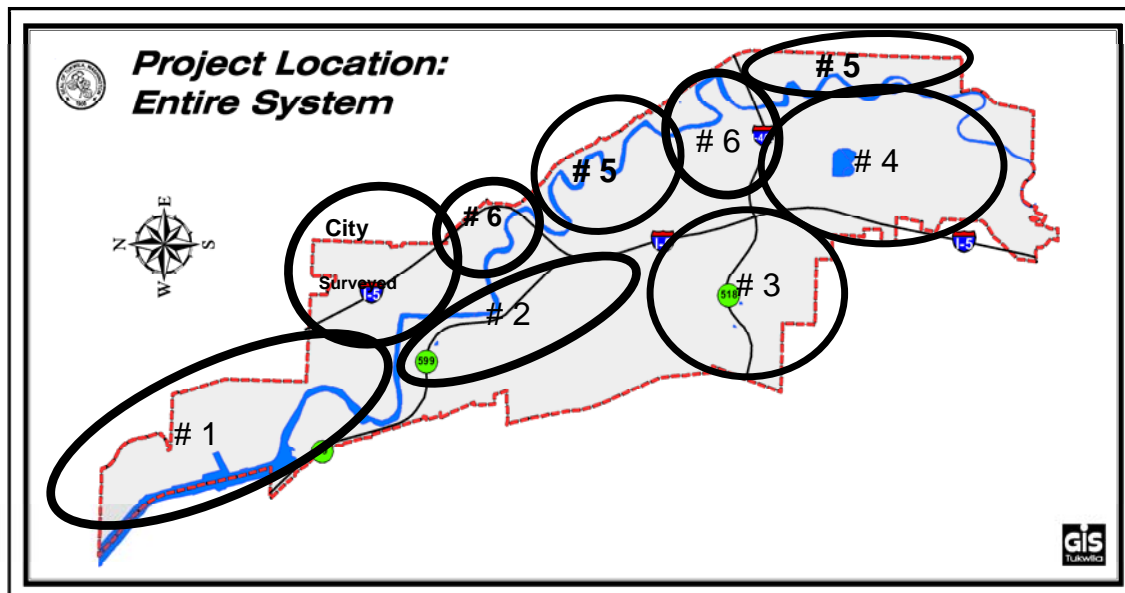 Project Location:
Entire System
# 5
# 6
# 5
# 4
# 6
City
Surveyed
I-5
E
N
S
W
I-5
# 3
518
# 2
599
# 1
GIS
Tukwila